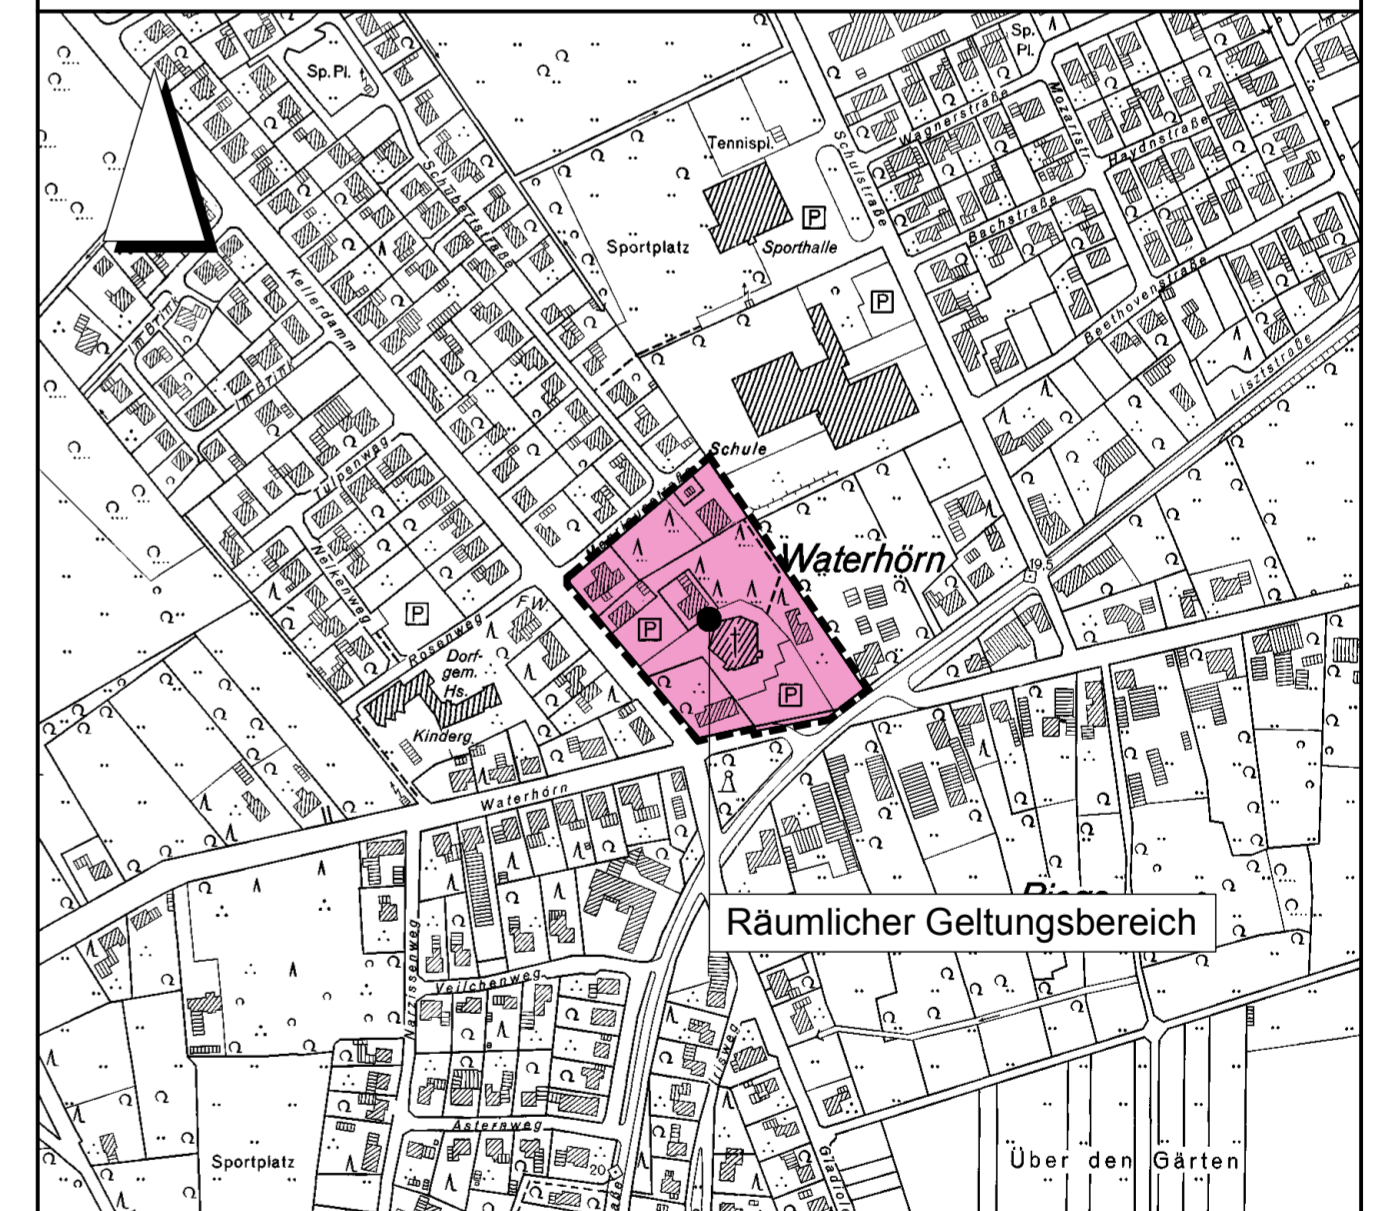 Sp. Pl.
Sp.
Pl.
Wagnerstraße
Mozartstr.
Haydnstraße
Tennispl.
Schulstraße
Schubertstraße
P
Bachstraße
Sportplatz
Sporthalle
Kellerdamm
Beethovenstraße
P
Brink
Brink
Lisztstraße
Tulpenweg
Schule
Nelkenweg
Waterhörn
19.5
F.W.
P
Rosenweg
P
Dorf-
gem.
Hs.
P
Kinderg.
Waterhörn
Räumlicher Geltungsbereich
Narzissenweg
Veilchenweg
Asternweg
Sportplatz
20
Über den Gärten